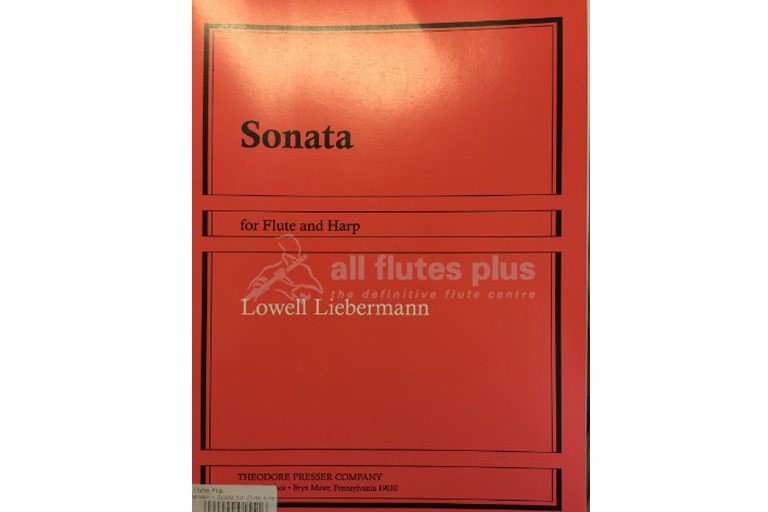 Sonata
for Flute and Harp
all flutes plus
the definitive flute centre
Lowell Liebermann
THEODORE PRESSER COMPANY
Bryn Mawr, Pennsylvania 19010